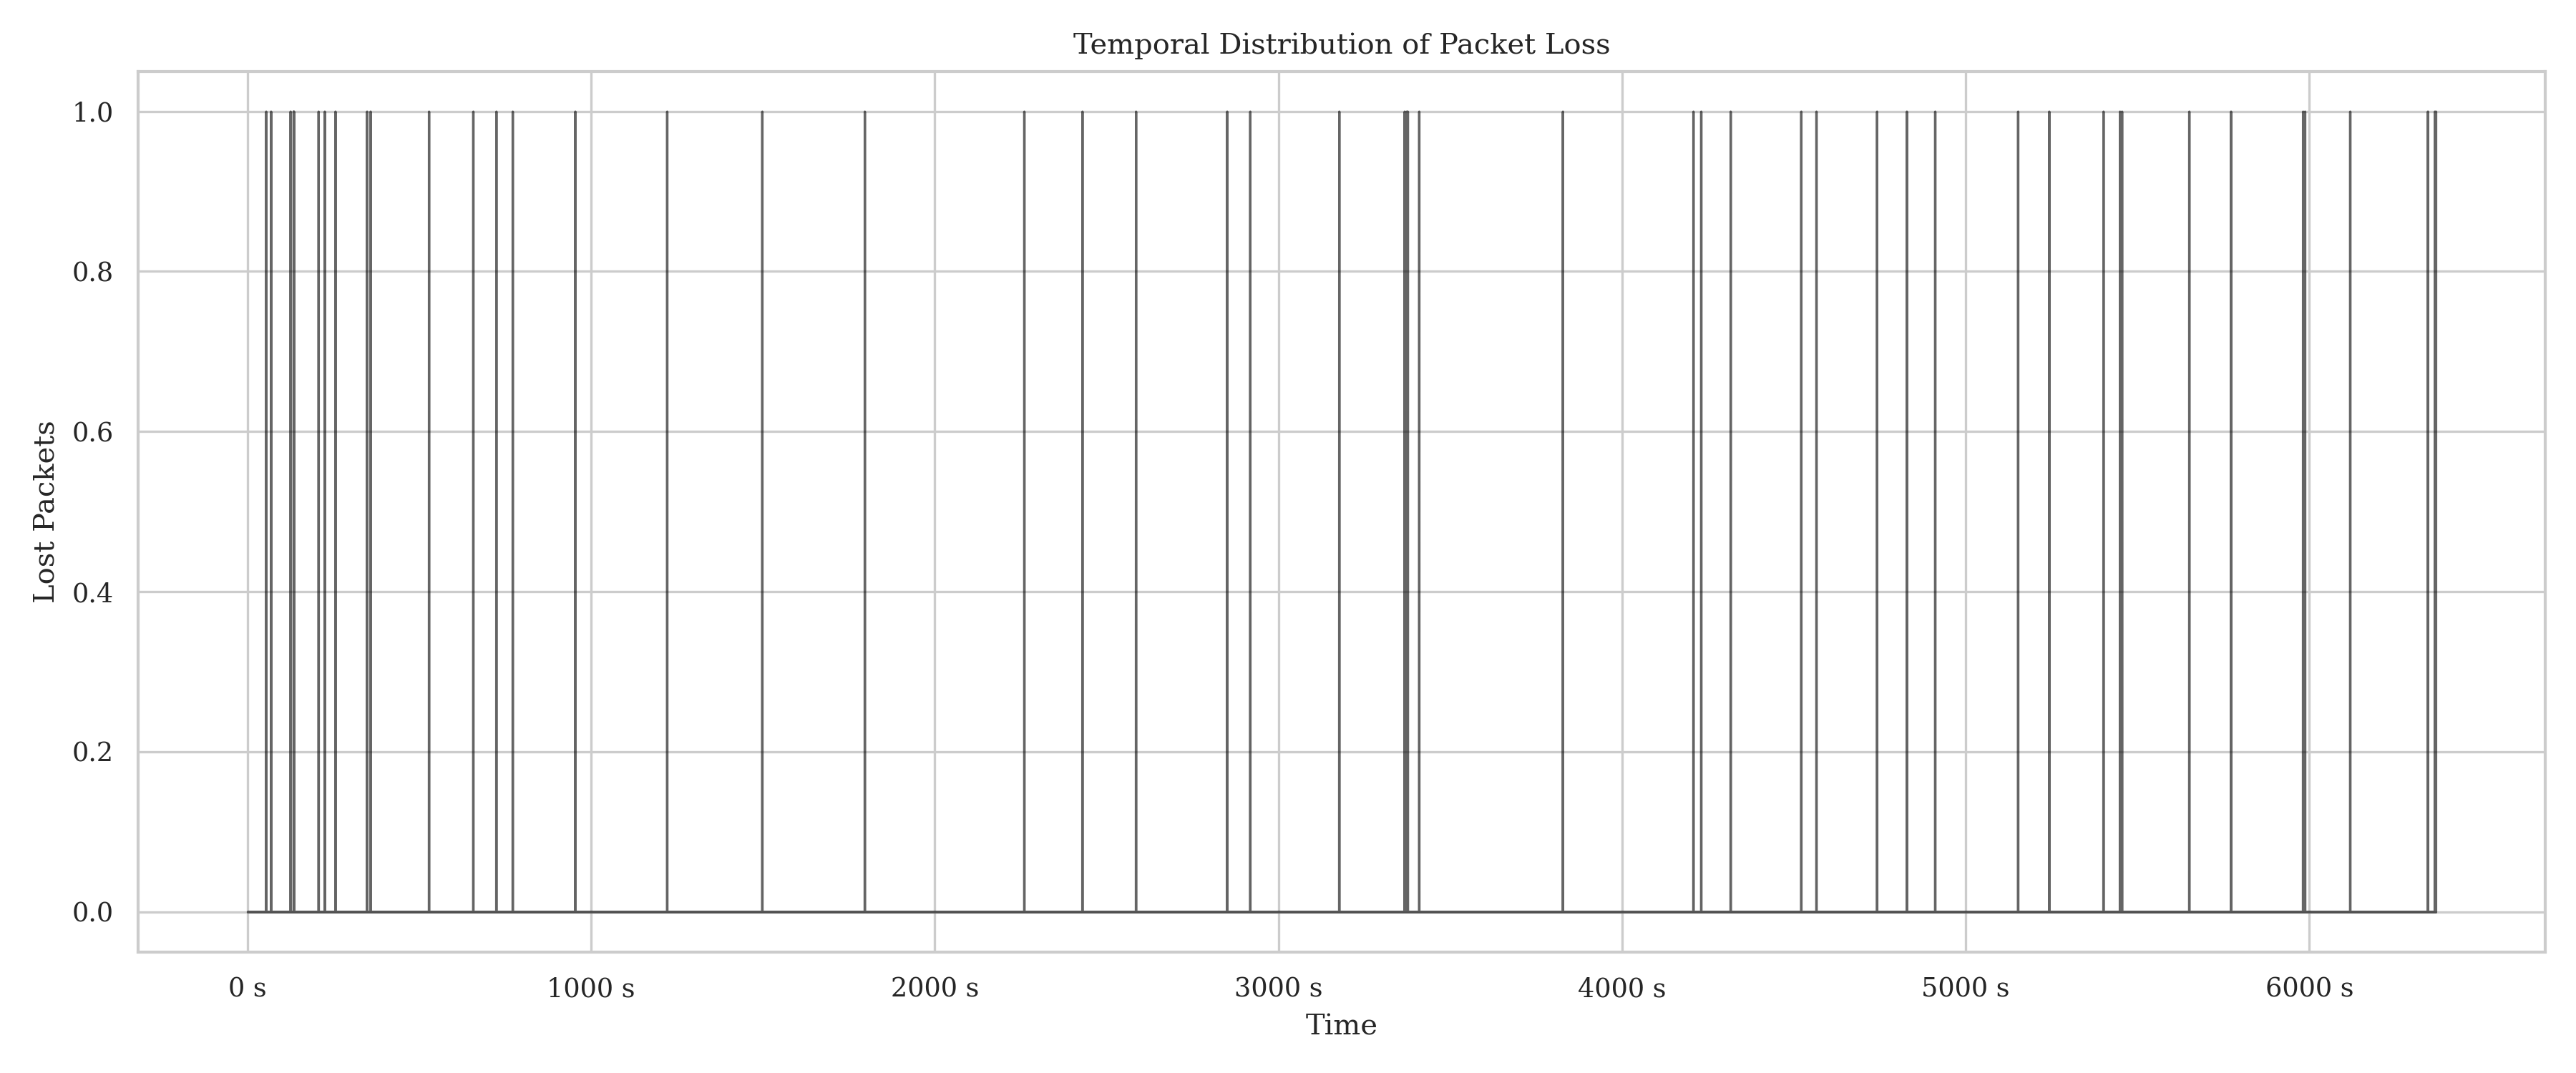 Temporal Distribution of Packet Loss
1.0
0.8
0.6
0.4
0.2
0.0
Lost Packets
0 s
1000 s
2000 s
3000 s
4000 s
5000 s
6000 s
Time